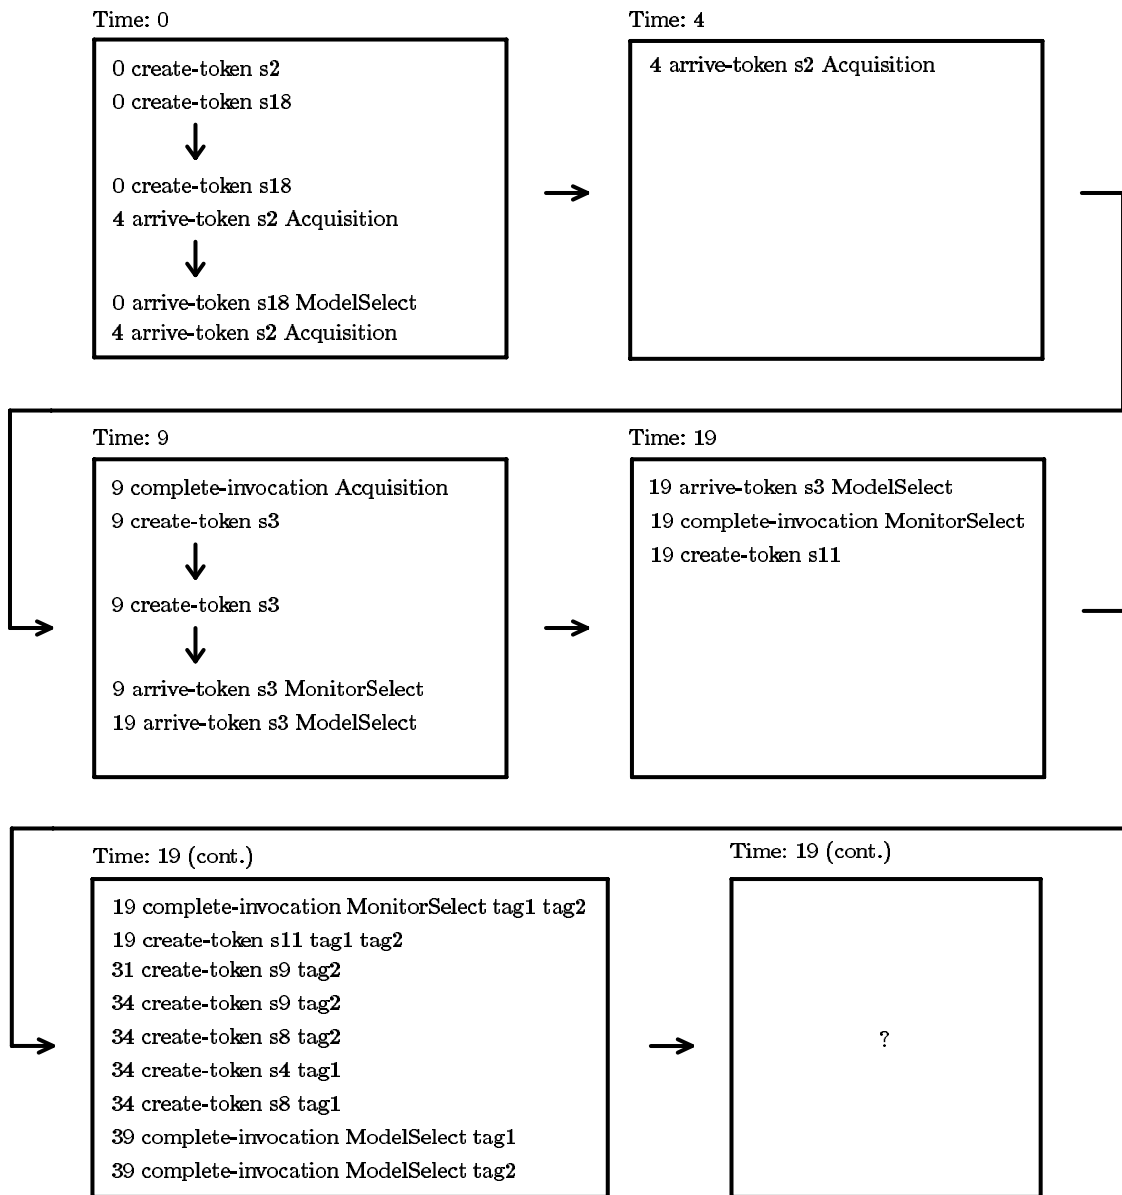 Time: 0
0 create-token s2
0 create-token s18
0 create-token s18
4 arrive-token s2 Acquisition
0 arrive-token s18 ModelSelect
4 arrive-token s2 Acquisition
Time: 4
4 arrive-token s2 Acquisition
Time: 9
9 complete-invocation Acquisition
9 create-token s3
9 create-token s3
9 arrive-token s3 MonitorSelect
19 arrive-token s3 ModelSelect
Time: 19
19 arrive-token s3 ModelSelect
19 complete-invocation MonitorSelect
19 create-token s11
Time: 19 (cont.)
19 complete-invocation MonitorSelect tag1 tag2
19 create-token s11 tag1 tag2
31 create-token s9 tag2
34 create-token s9 tag2
34 create-token s8 tag2
34 create-token s4 tag1
34 create-token s8 tag1
39 complete-invocation ModelSelect tag1
39 complete-invocation ModelSelect tag2
Time: 19 (cont.)
?